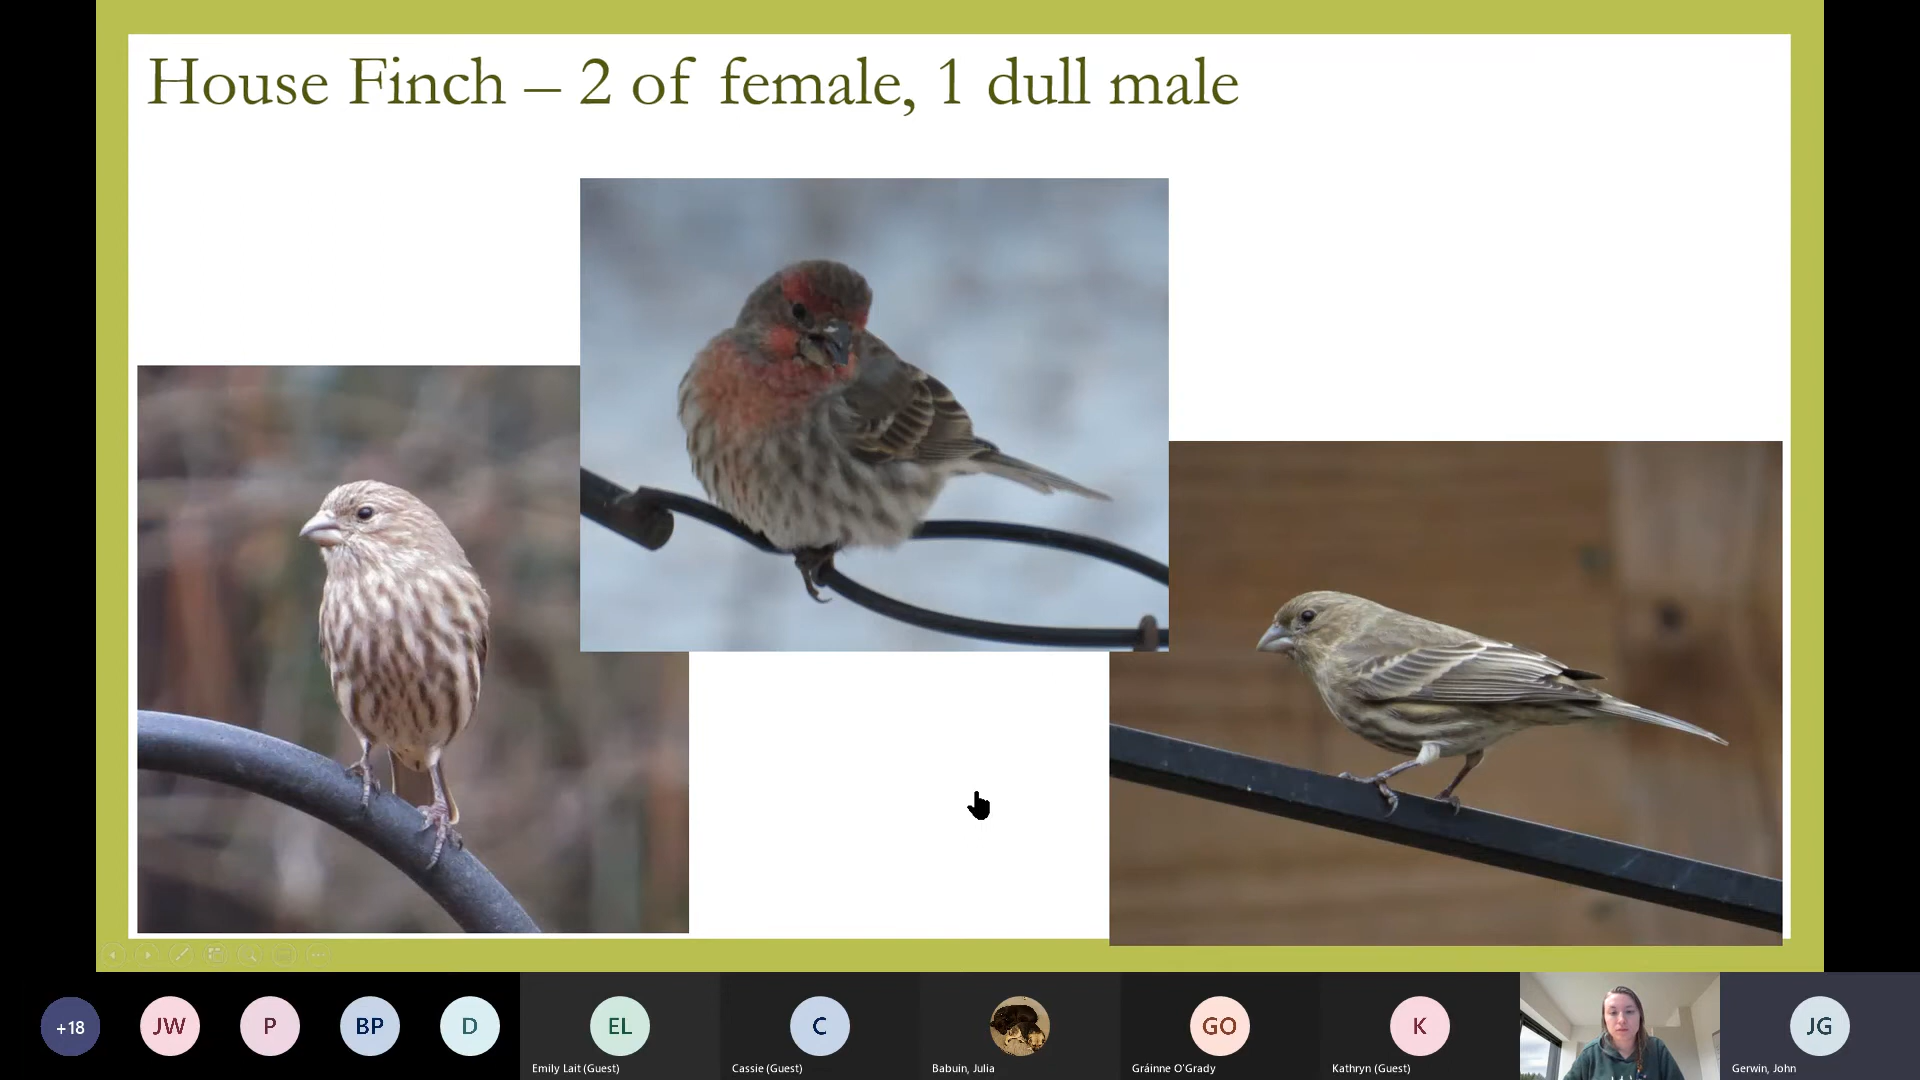 House Finch – 2 of female, 1 dull male
+18
JW
P
BP
D
EL
C
GO
K
JG
Emily Lait (Guest)
Cassie (Guest)
Babuin, Julia
Gráinne O'Grady
Kathryn (Guest)
Gerwin, John